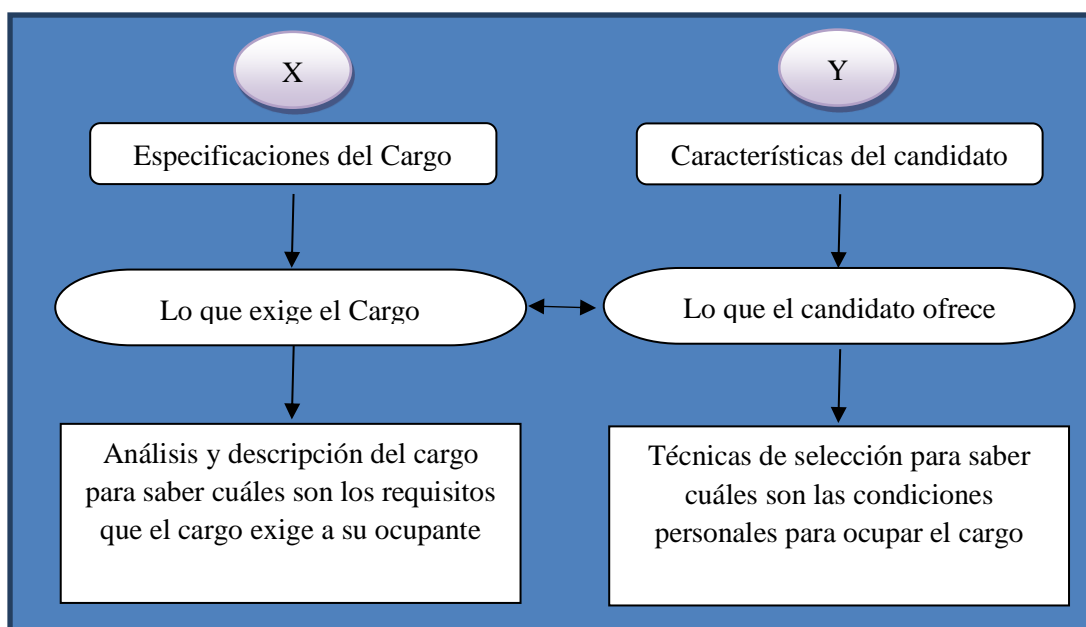 X
Especificaciones del Cargo
Lo que exige el Cargo
Análisis y descripción del cargo
para saber cuáles son los requisitos
que el cargo exige a su ocupante
Y
Características del candidato
Lo que el candidato ofrece
Técnicas de selección para saber
cuáles son las condiciones
personales para ocupar el cargo